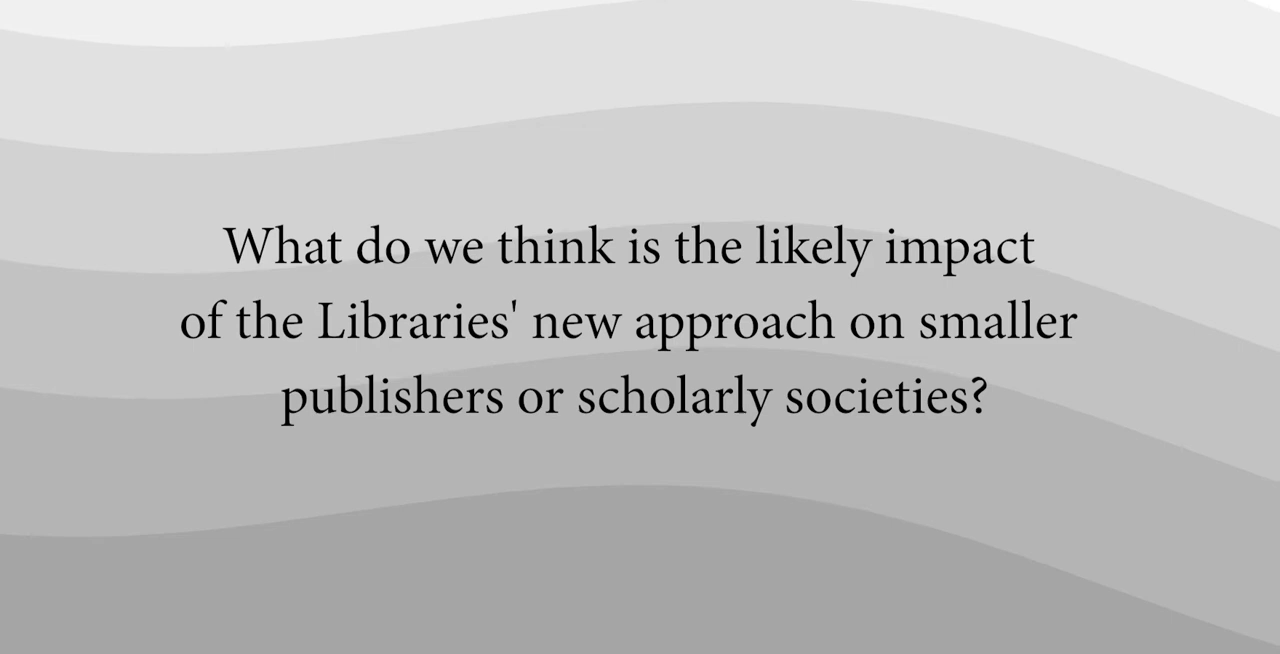 What do we think is the likely impact
of the Libraries' new approach on smaller
publishers or scholarly societies?